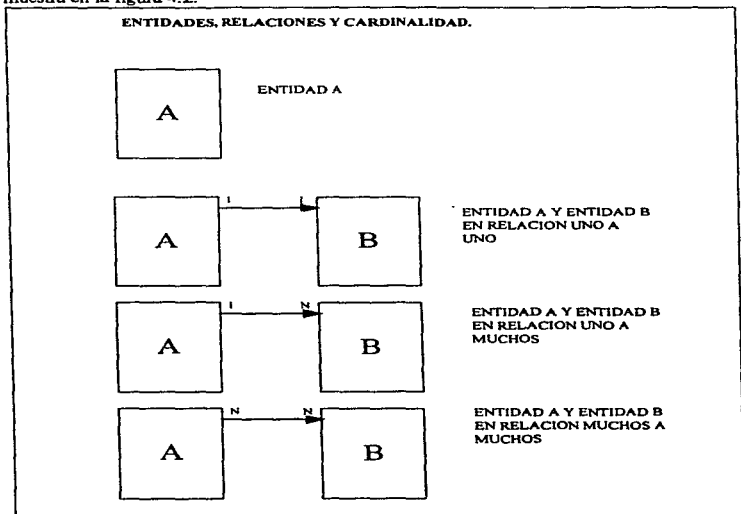 muestra en la figura 4.2.
ENTIDADES, RELACIONES Y CARDINALIDAD.
A
ENTIDAD A
1 1
A B
ENTIDAD A Y ENTIDAD B
EN RELACION UNO A
UNO
1 N
A B
ENTIDAD A Y ENTIDAD B
EN RELACION UNO A
MUCHOS
N N
A B
ENTIDAD A Y ENTIDAD B
EN RELACION MUCHOS A
MUCHOS